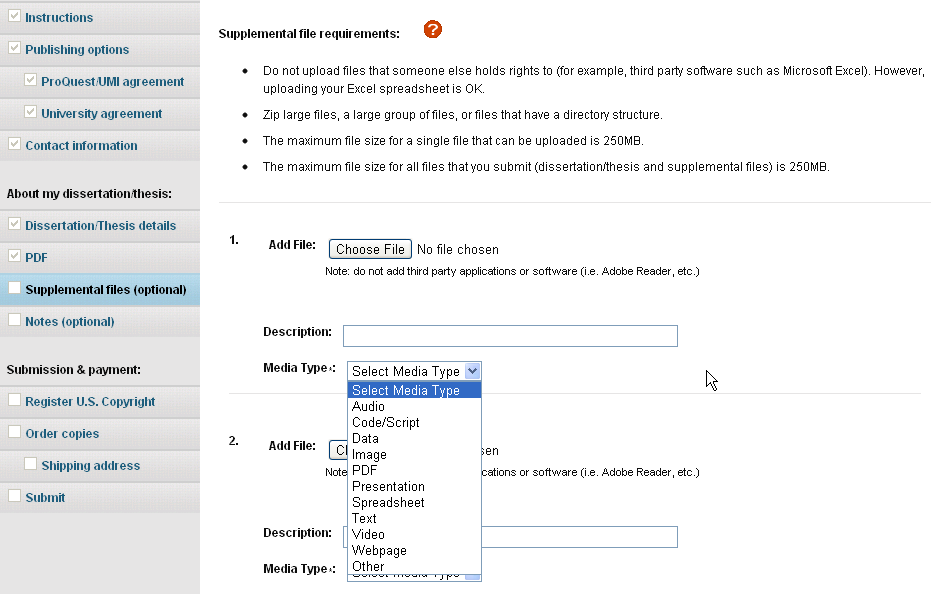 Instructions
Publishing options
ProQuest/UMI agreement
University agreement
Contact information
About my dissertation/thesis:
Dissertation/Thesis details
PDF
Supplemental files (optional)
Notes (optional)
Submission & payment:
Register U.S. Copyright
Order copies
Shipping address
Submit
Supplemental file requirements: ?
• Do not upload files that someone else holds rights to (for example, third party software such as Microsoft Excel). However,
uploading your Excel spreadsheet is OK.
• Zip large files, a large group of files, or files that have a directory structure.
• The maximum file size for a single file that can be uploaded is 250MB.
• The maximum file size for all files that you submit (dissertation/thesis and supplemental files) is 250MB.
1. Add File: Choose File No file chosen
Note: do not add third party applications or software (i.e. Adobe Reader, etc.)
Description:
Media Type: Select Media Type
Select Media Type
Audio
Code/Script
Data
Image
PDF
Presentation
Spreadsheet
Text
Video
Webpage
Other
2. Add File:
Note
or software (i.e. Adobe Reader, etc.)
Description:
Media Type: Select Media Type